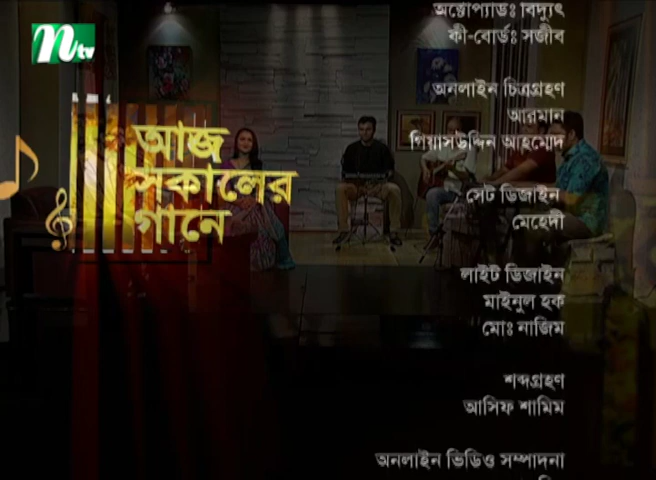 ntv
আজ
সকালের
গানে
অক্টোপ্যাডঃ বিদ্যুৎ
কী-বোর্ডঃ সজীব
অনলাইন চিত্রগ্রহণ
আরমান
গিয়াসউদ্দিন আহমোদ
সেট ডিজাইন
মেহেদী
লাইট ডিজাইন
মাইনুল হক
মোঃ নাজিম
শব্দগ্রহণ
আসিফ শামিম
অনলাইন ভিডিও সম্পাদনা